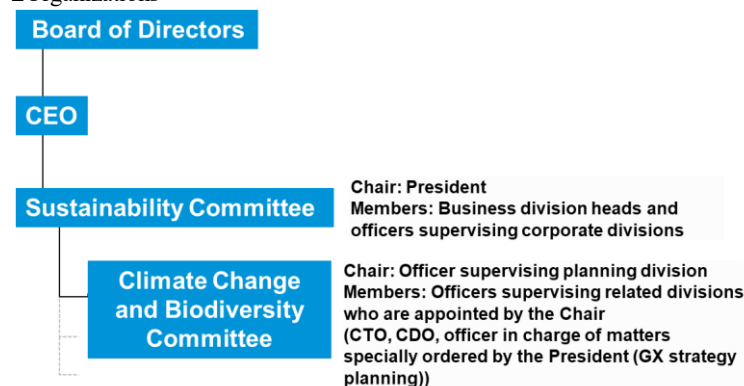 Board of Directors
CEO
Sustainability Committee
Chair: President
Members: Business division heads and
officers supervising corporate divisions
Climate Change
and Biodiversity
Committee
Chair: Officer supervising planning division
Members: Officers supervising related divisions
who are appointed by the Chair
(CTO, CDO, officer in charge of matters
specially ordered by the President (GX strategy
planning))